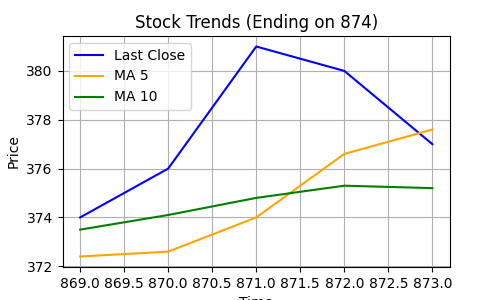 Stock Trends (Ending on 874)
Last Close
MA 5
MA 10
Price
380
378
376
374
372
869.0 869.5 870.0 870.5 871.0 871.5 872.0 872.5 873.0
Time